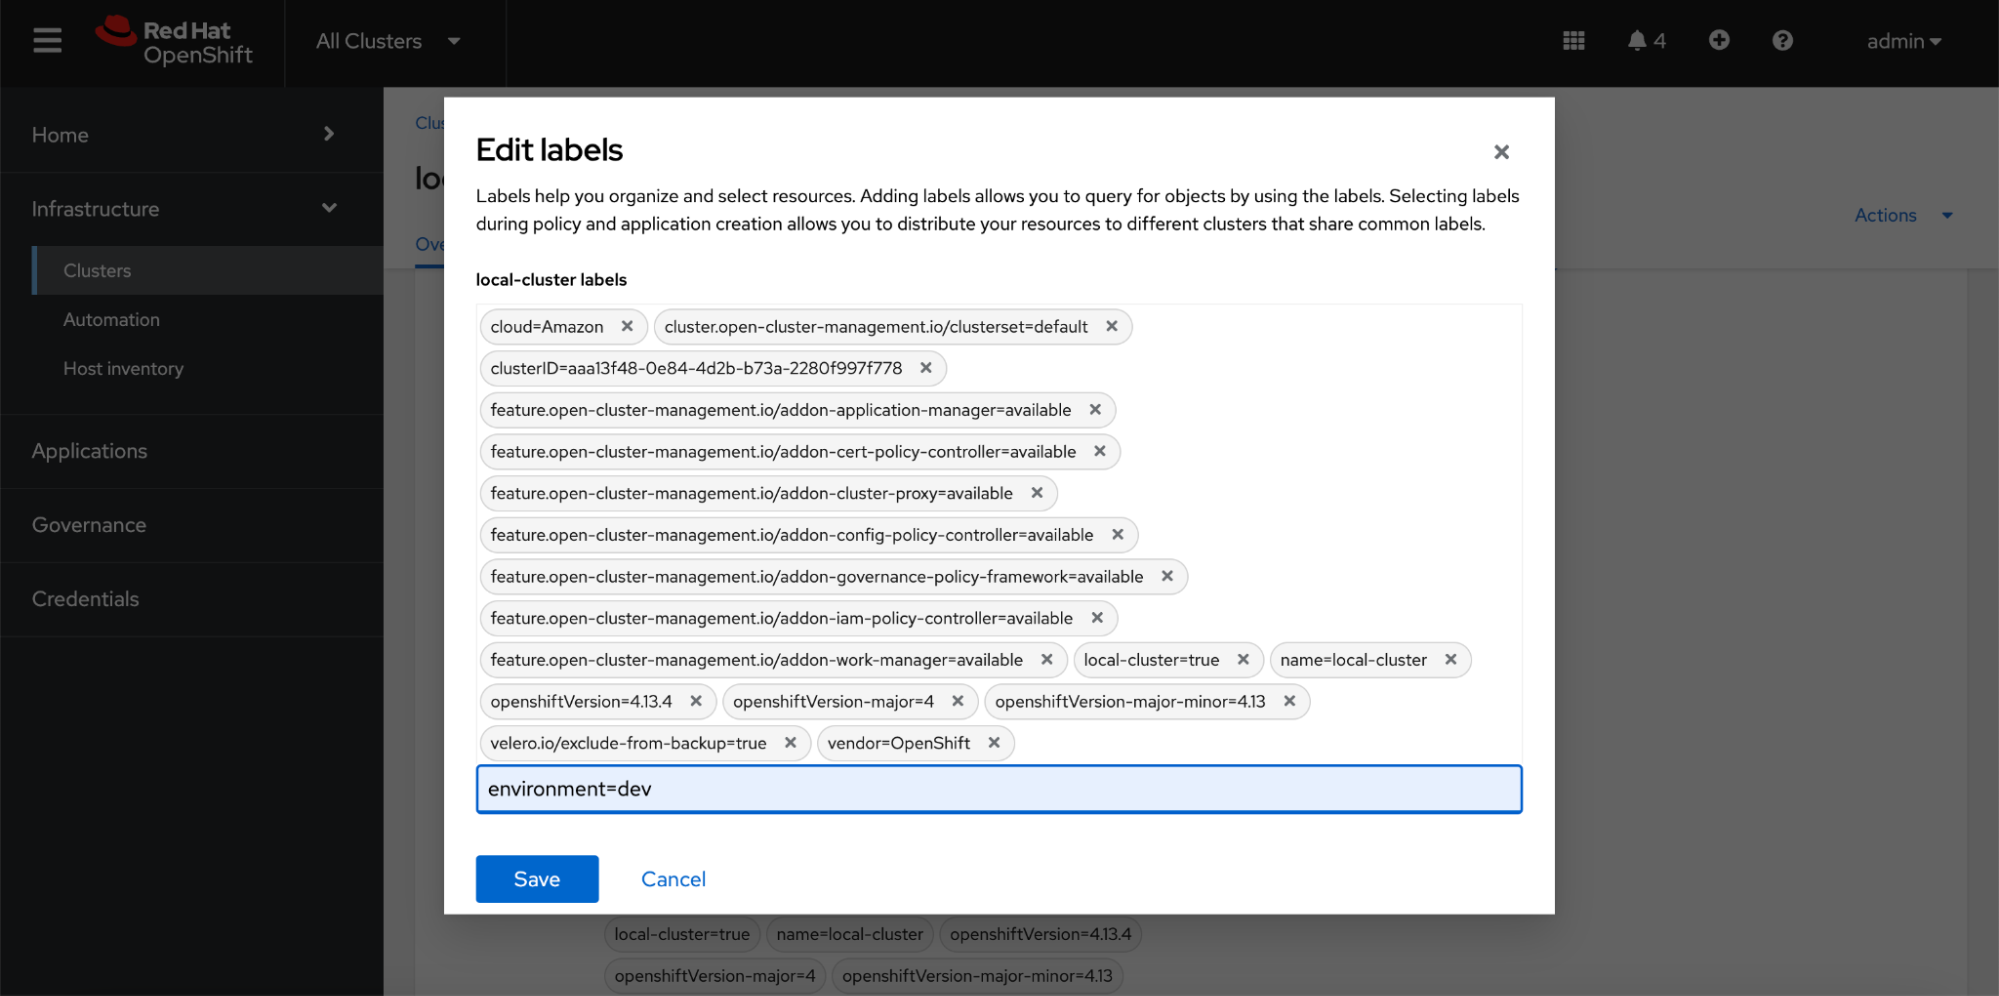 Red Hat
OpenShift
All Clusters
4
admin
Home
Infrastructure
Clusters
Automation
Host inventory
Applications
Governance
Credentials
Clus
loc
Ove
Actions
Edit labels
Labels help you organize and select resources. Adding labels allows you to query for objects by using the labels. Selecting labels
during policy and application creation allows you to distribute your resources to different clusters that share common labels.
local-cluster labels
cloud=Amazon cluster.open-cluster-management.io/clusterset=default
clusterID=aaa13f48-0e84-4d2b-b73a-2280f997f778
feature.open-cluster-management.io/addon-application-manager=available
feature.open-cluster-management.io/addon-cert-policy-controller=available
feature.open-cluster-management.io/addon-cluster-proxy=available
feature.open-cluster-management.io/addon-config-policy-controller=available
feature.open-cluster-management.io/addon-governance-policy-framework=available
feature.open-cluster-management.io/addon-iam-policy-controller=available
feature.open-cluster-management.io/addon-work-manager=available local-cluster=true name=local-cluster
openshiftVersion=4.13.4 openshiftVersion-major=4 openshiftVersion-major-minor=4.13
velero.io/exclude-from-backup=true vendor=OpenShift
environment=dev
Save Cancel
local-cluster=true name=local-cluster openshiftVersion=4.13.4
openshiftVersion-major=4 openshiftVersion-major-minor=4.13